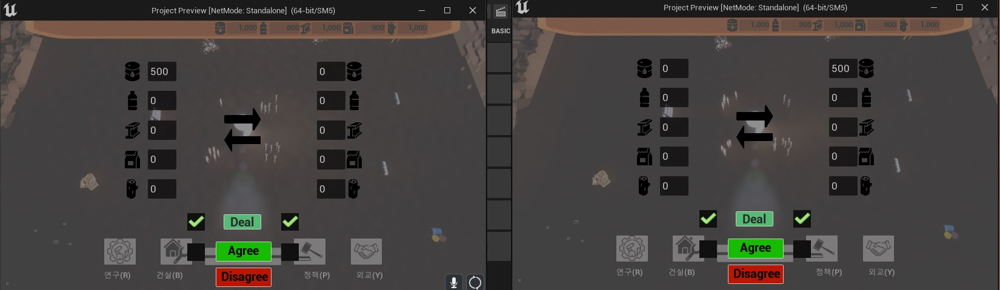 Project Preview [NetMode: Standalone] (64-bit/SM5)
1,000 800 1,000 900 1,000
500 0
0 0
0 0
0 0
0 0
Deal
Agree
Disagree
연구(R) 건설(B) 정책(P) 외교(Y)
BASIC
Project Preview [NetMode: Standalone] (64-bit/SM5)
1,000 800 1,000 900 1,000
0 500
0 0
0 0
0 0
0 0
Deal
Agree
Disagree
연구(R) 건설(B) 정책(P) 외교(Y)